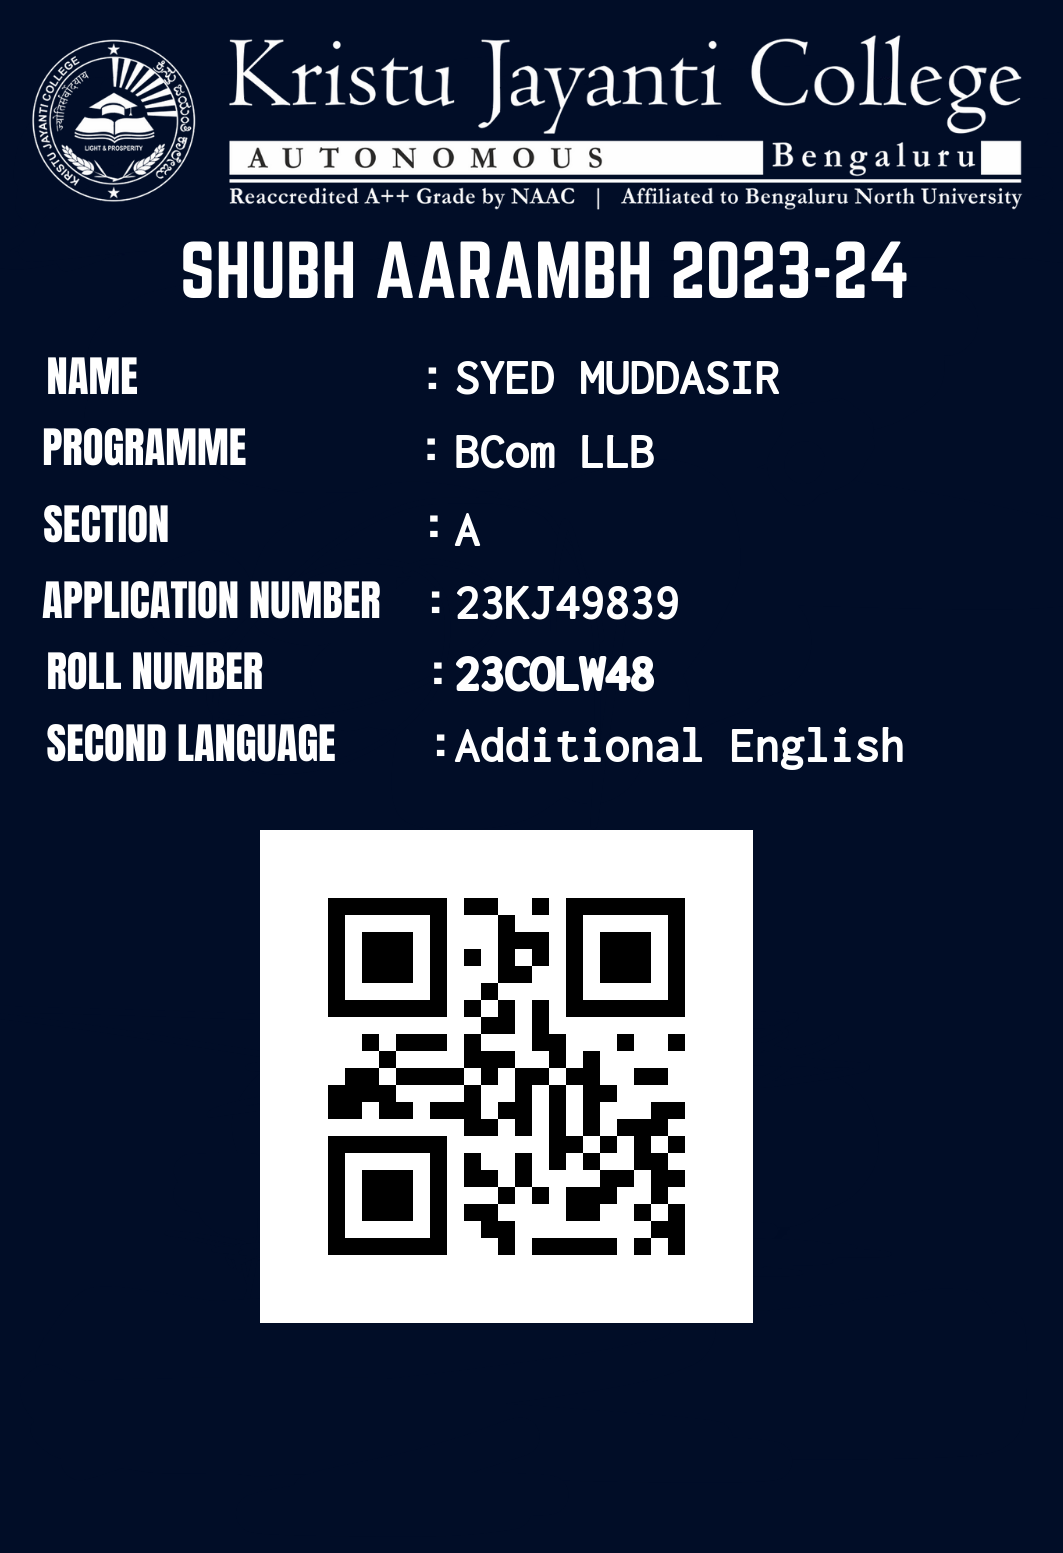 Kristu Jayanti College
AUTONOMOUS Bengaluru
Reaccredited A++ Grade by NAAC | Affiliated to Bengaluru North University
KRISTU JAYANTI COLLEGE
LIGHT & PROSPERITY
SHUBH AARAMBH 2023-24
NAME : SYED MUDDASIR
PROGRAMME : BCom LLB
SECTION : A
APPLICATION NUMBER : 23KJ49839
ROLL NUMBER : 23COLW48
SECOND LANGUAGE : Additional English